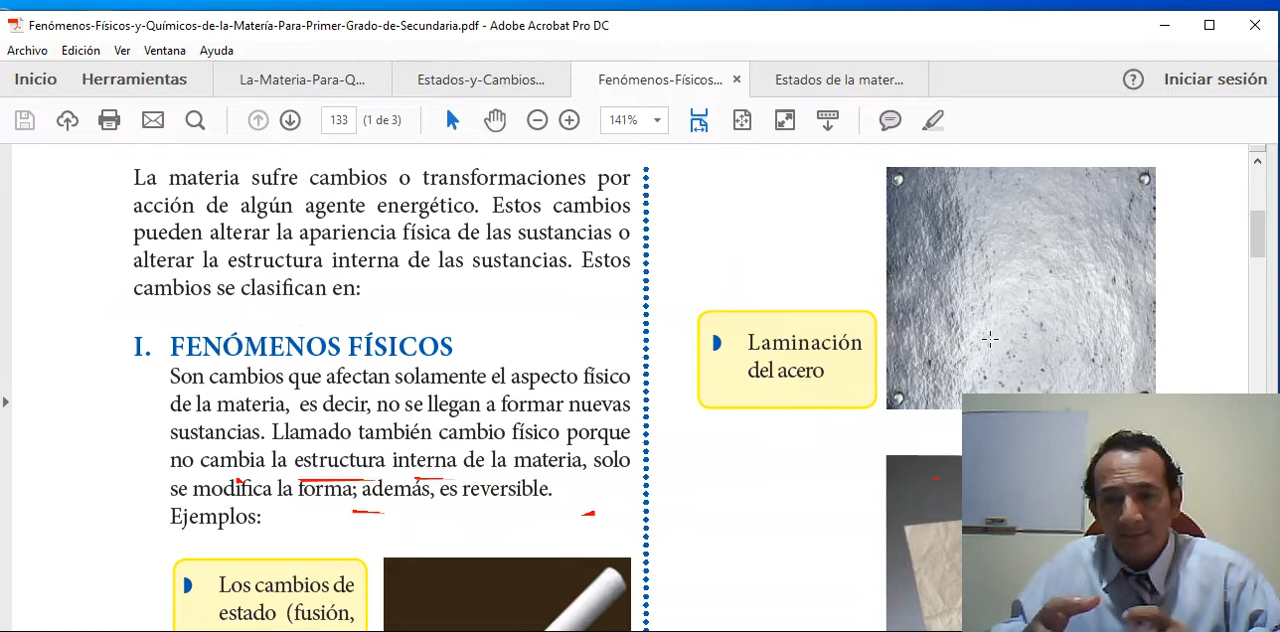 Fenómenos-Físicos-y-Químicos-de-la-Matería-Para-Primer-Grado-de-Secundaria.pdf - Adobe Acrobat Pro DC
Archivo Edición Ver Ventana Ayuda
Inicio Herramientas La-Materia-Para-Q... Estados-y-Cambios... Fenómenos-Físicos... × Estados de la mater... ? Iniciar sesión
133 (1 de 3) 141%
La materia sufre cambios o transformaciones por
acción de algún agente energético. Estos cambios
pueden alterar la apariencia física de las sustancias o
alterar la estructura interna de las sustancias. Estos
cambios se clasifican en:
I. FENÓMENOS FÍSICOS
Son cambios que afectan solamente el aspecto físico
de la materia, es decir, no se llegan a formar nuevas
sustancias. Llamado también cambio físico porque
no cambia la estructura interna de la materia, solo
se modifica la forma; además, es reversible.
Ejemplos:
Los cambios de
estado (fusión,
Laminación
del acero